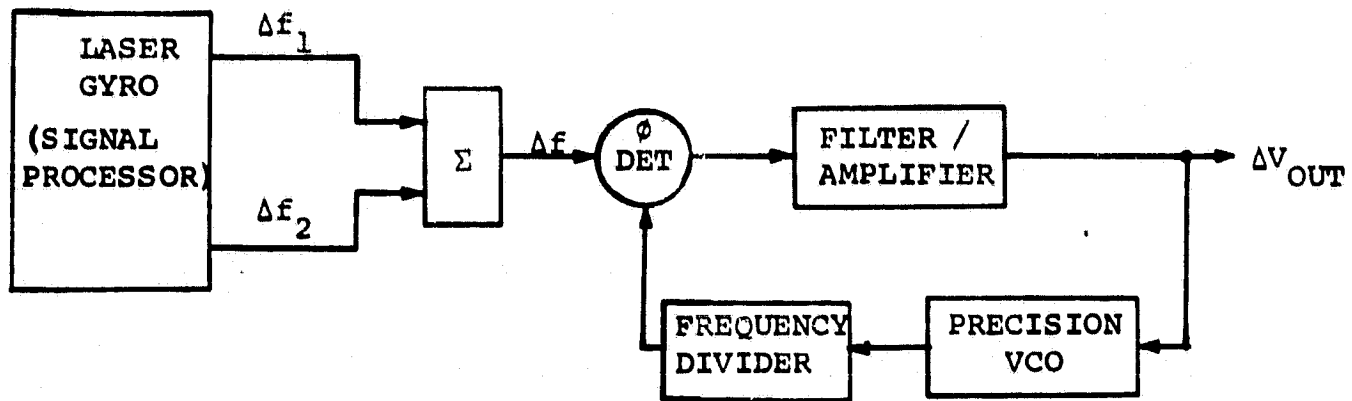 LASER
GYRO
(SIGNAL
PROCESSOR)
Δf1
Δf2
Σ
Δf
ø
DET
FILTER /
AMPLIFIER
ΔVOUT
FREQUENCY
DIVIDER
PRECISION
VCO